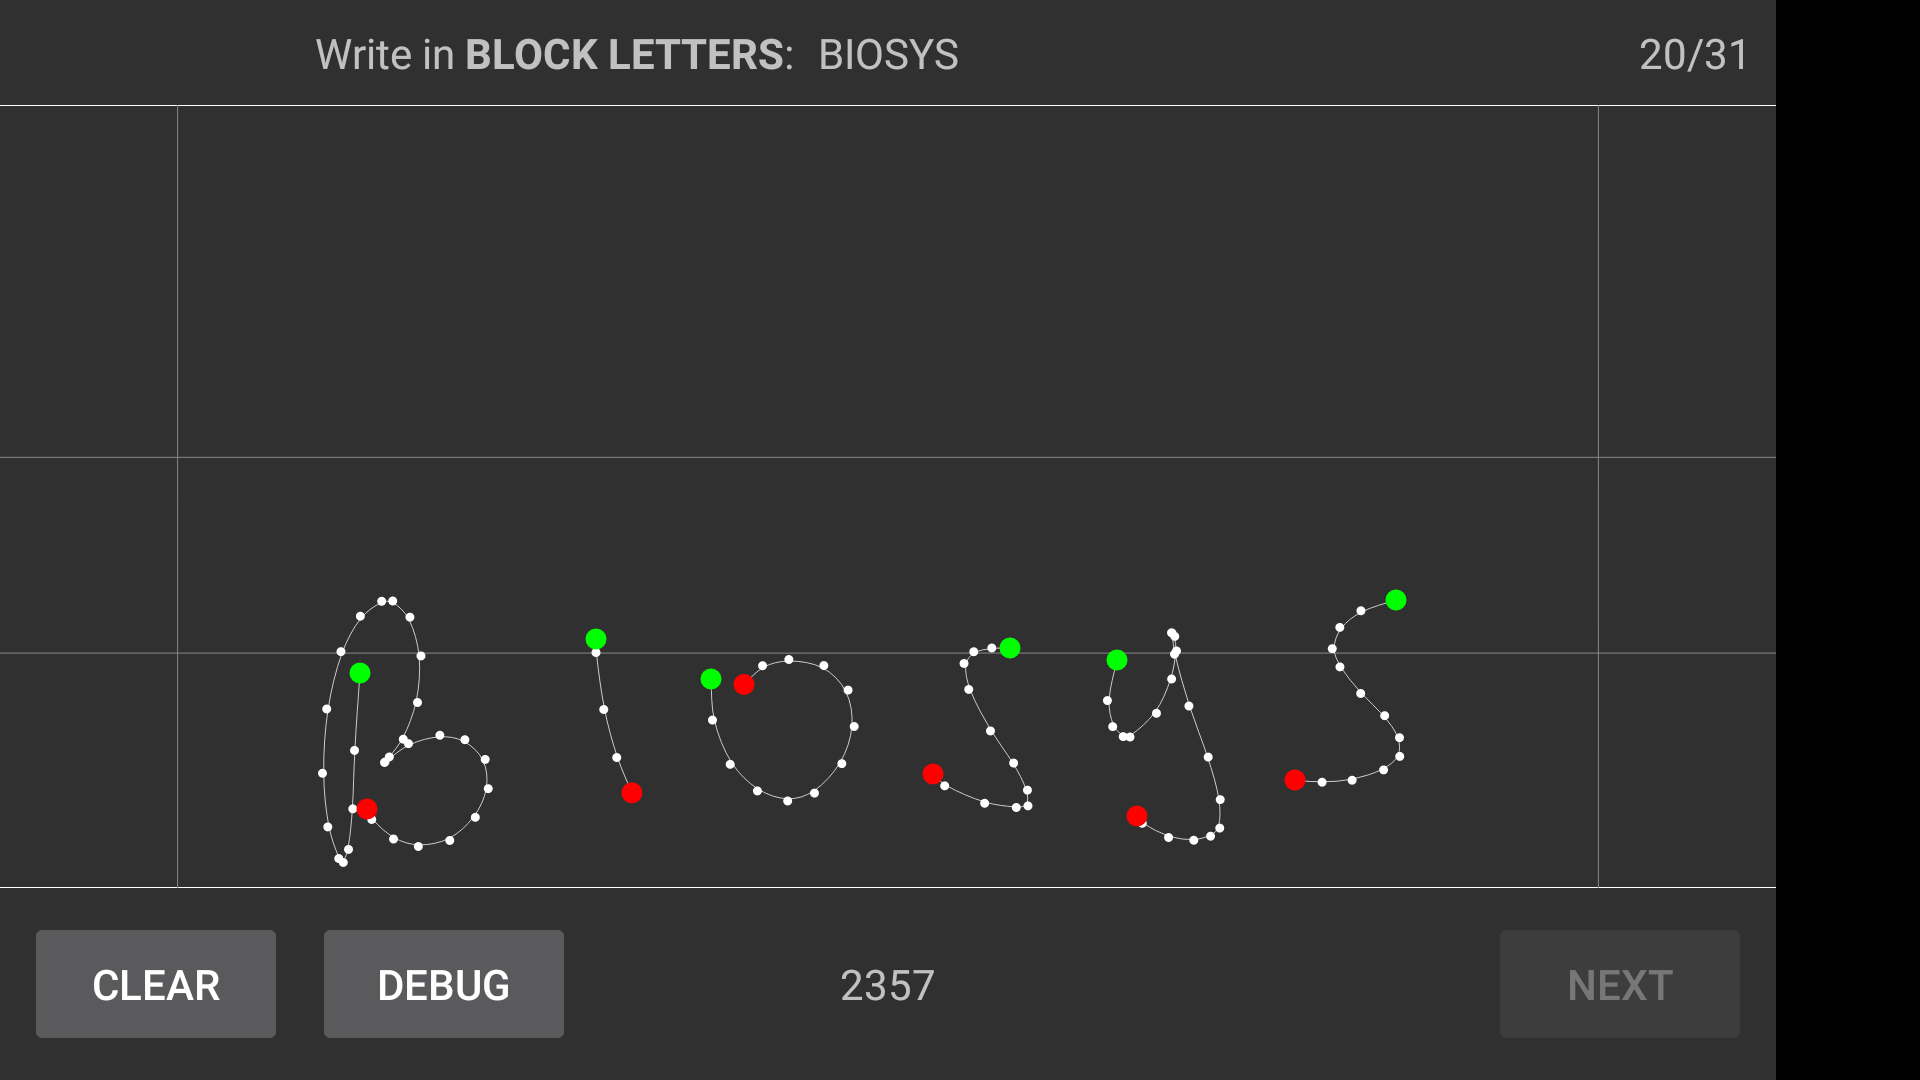 Write in BLOCK LETTERS: BIOSYS 20/31
BIOSYS
CLEAR DEBUG 2357 NEXT